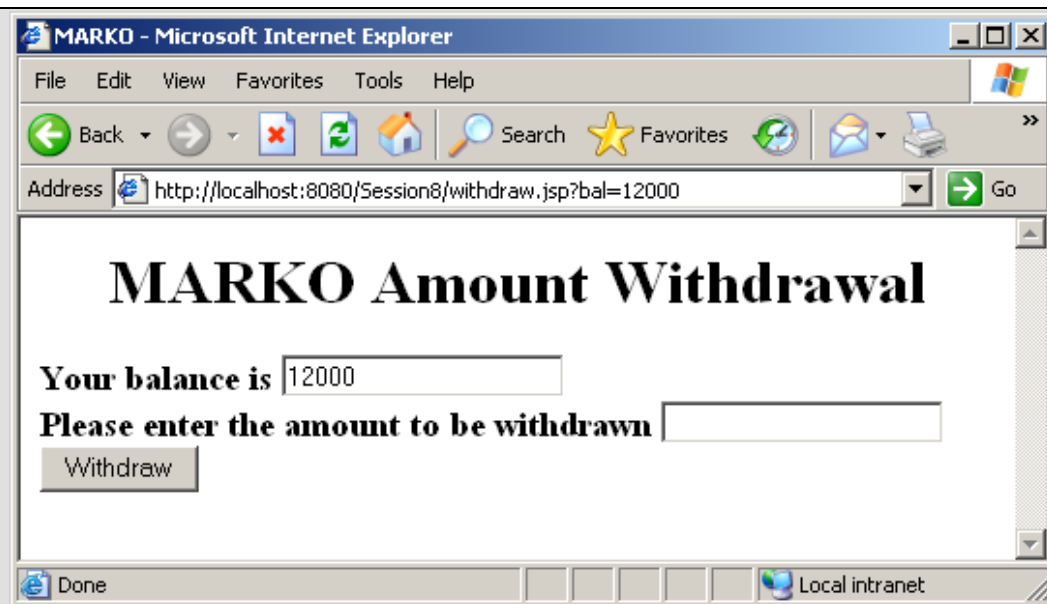 MARKO - Microsoft Internet Explorer
File Edit View Favorites Tools Help
Back Search Favorites »
Address http://localhost:8080/Session8/withdraw.jsp?bal=12000 Go
MARKO Amount Withdrawal
Your balance is 12000
Please enter the amount to be withdrawn
Withdraw
Done Local intranet